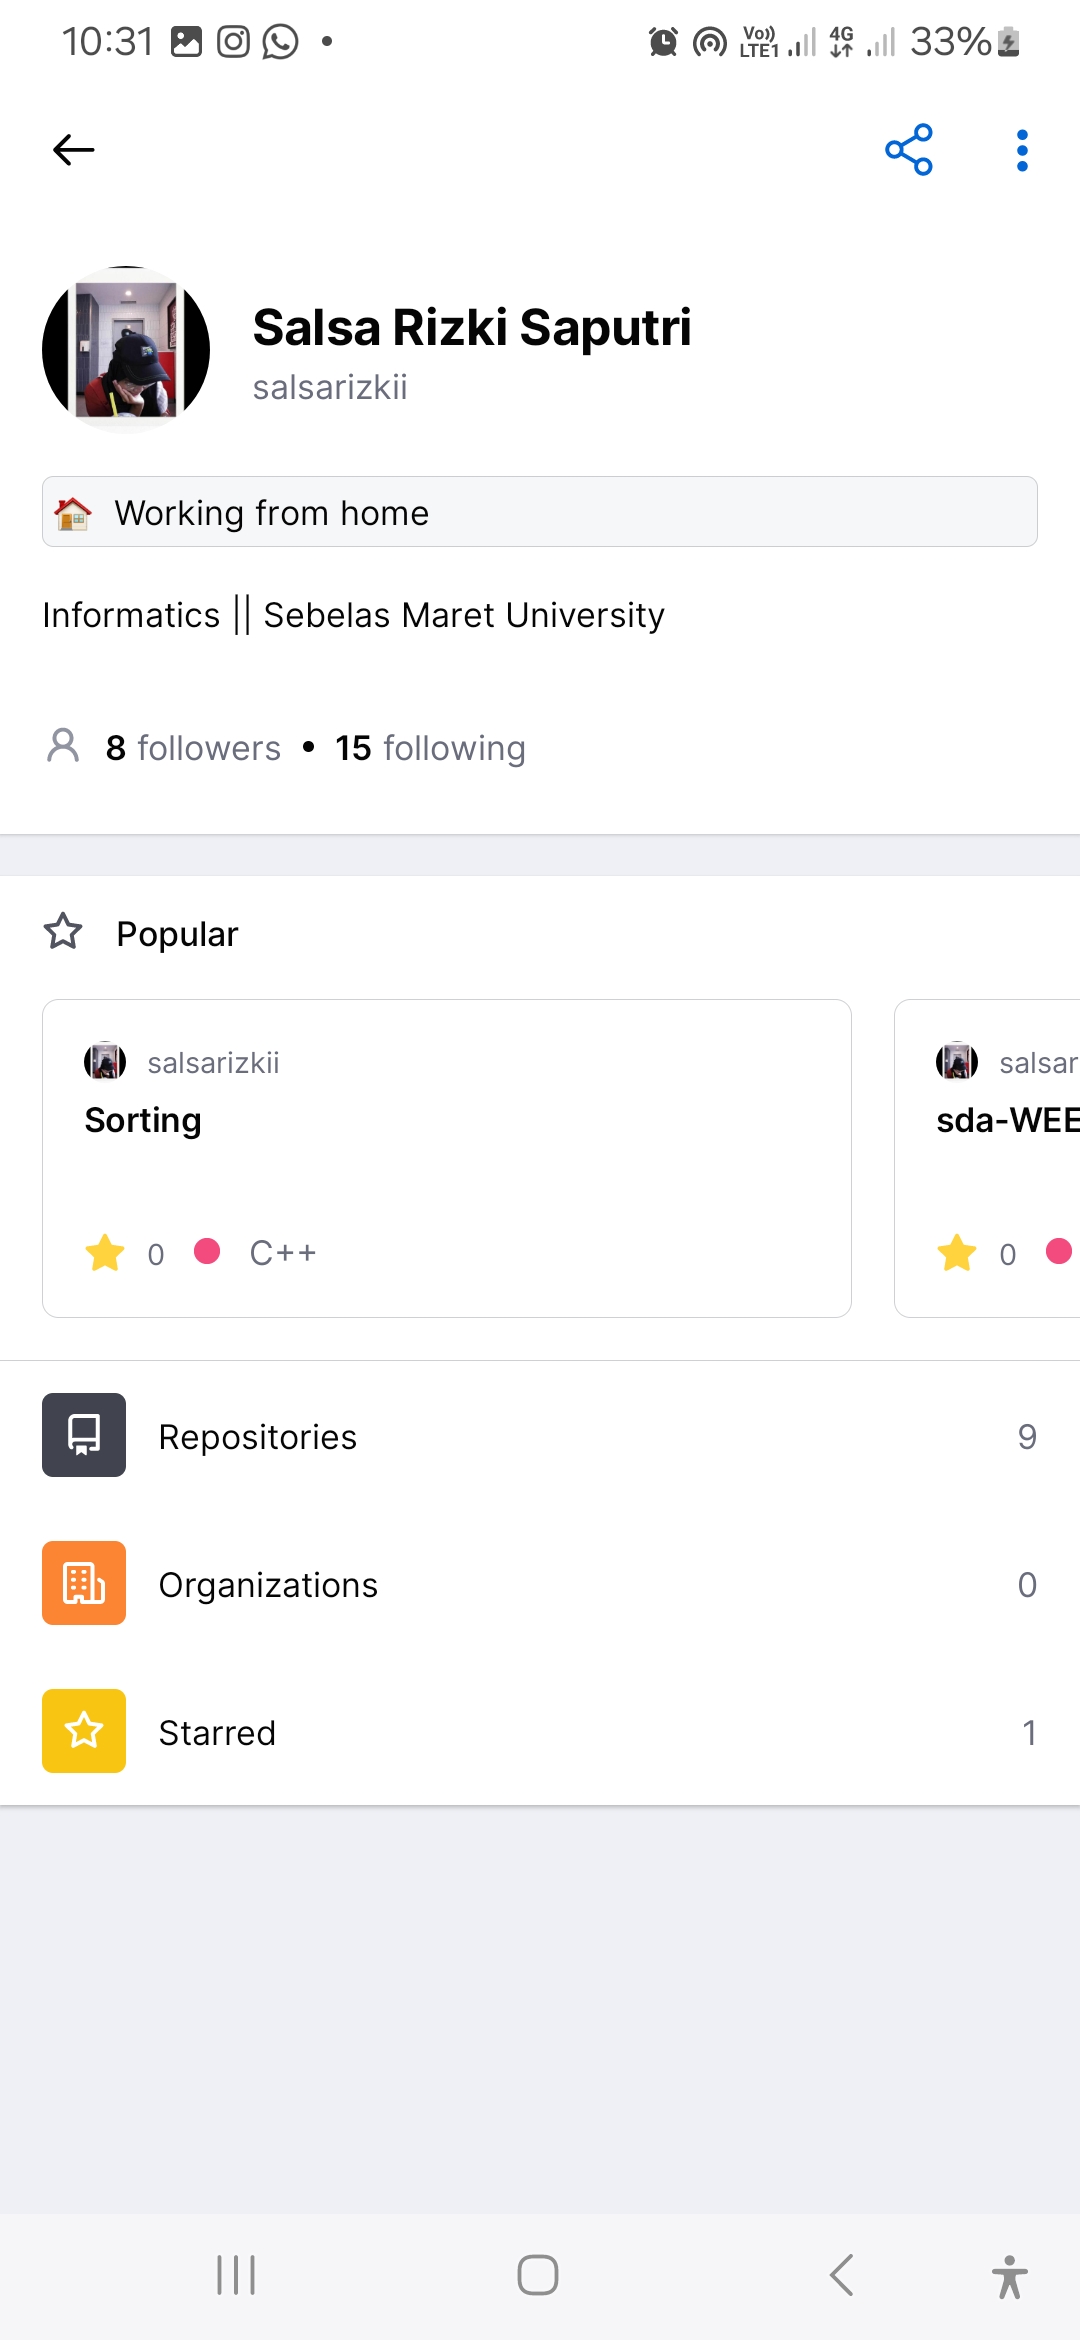 10:31
Vo)) LTE1 4G 33%
Salsa Rizki Saputri
salsarizkii
Working from home
Informatics || Sebelas Maret University
8 followers • 15 following
Popular
salsarizkii
Sorting
0 C++
salsar
sda-WEE
0
Repositories 9
Organizations 0
Starred 1